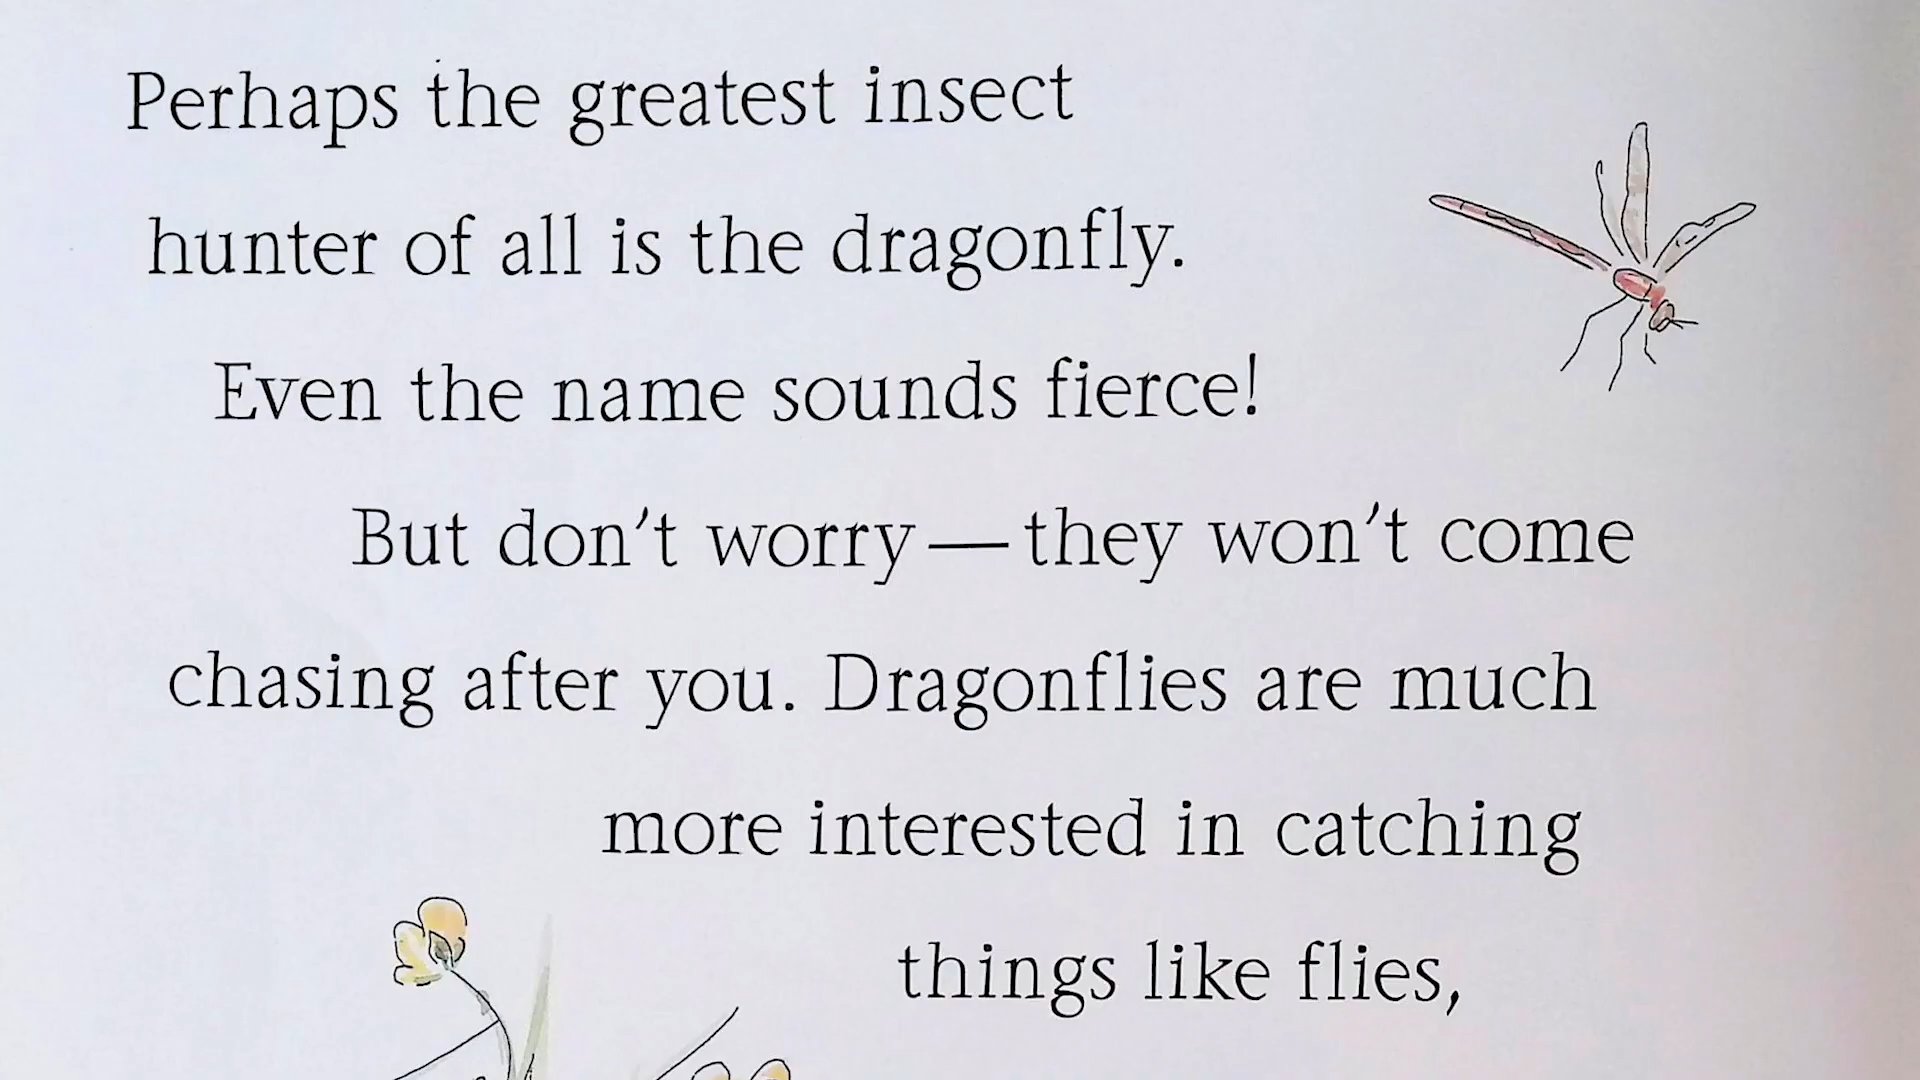 Perhaps the greatest insect
hunter of all is the dragonfly.
Even the name sounds fierce!
But don't worry—they won't come
chasing after you. Dragonflies are much
more interested in catching
things like flies,